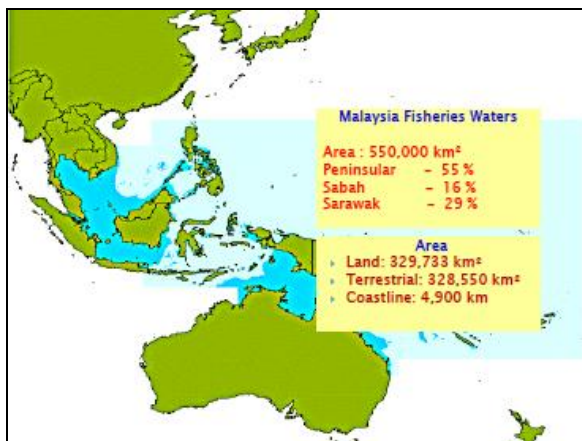 Malaysia Fisheries Waters
Area : 550,000 km²
Peninsular - 55 %
Sabah - 16 %
Sarawak - 29 %
Area
Land: 329,733 km²
Terrestrial: 328,550 km²
Coastline: 4,900 km